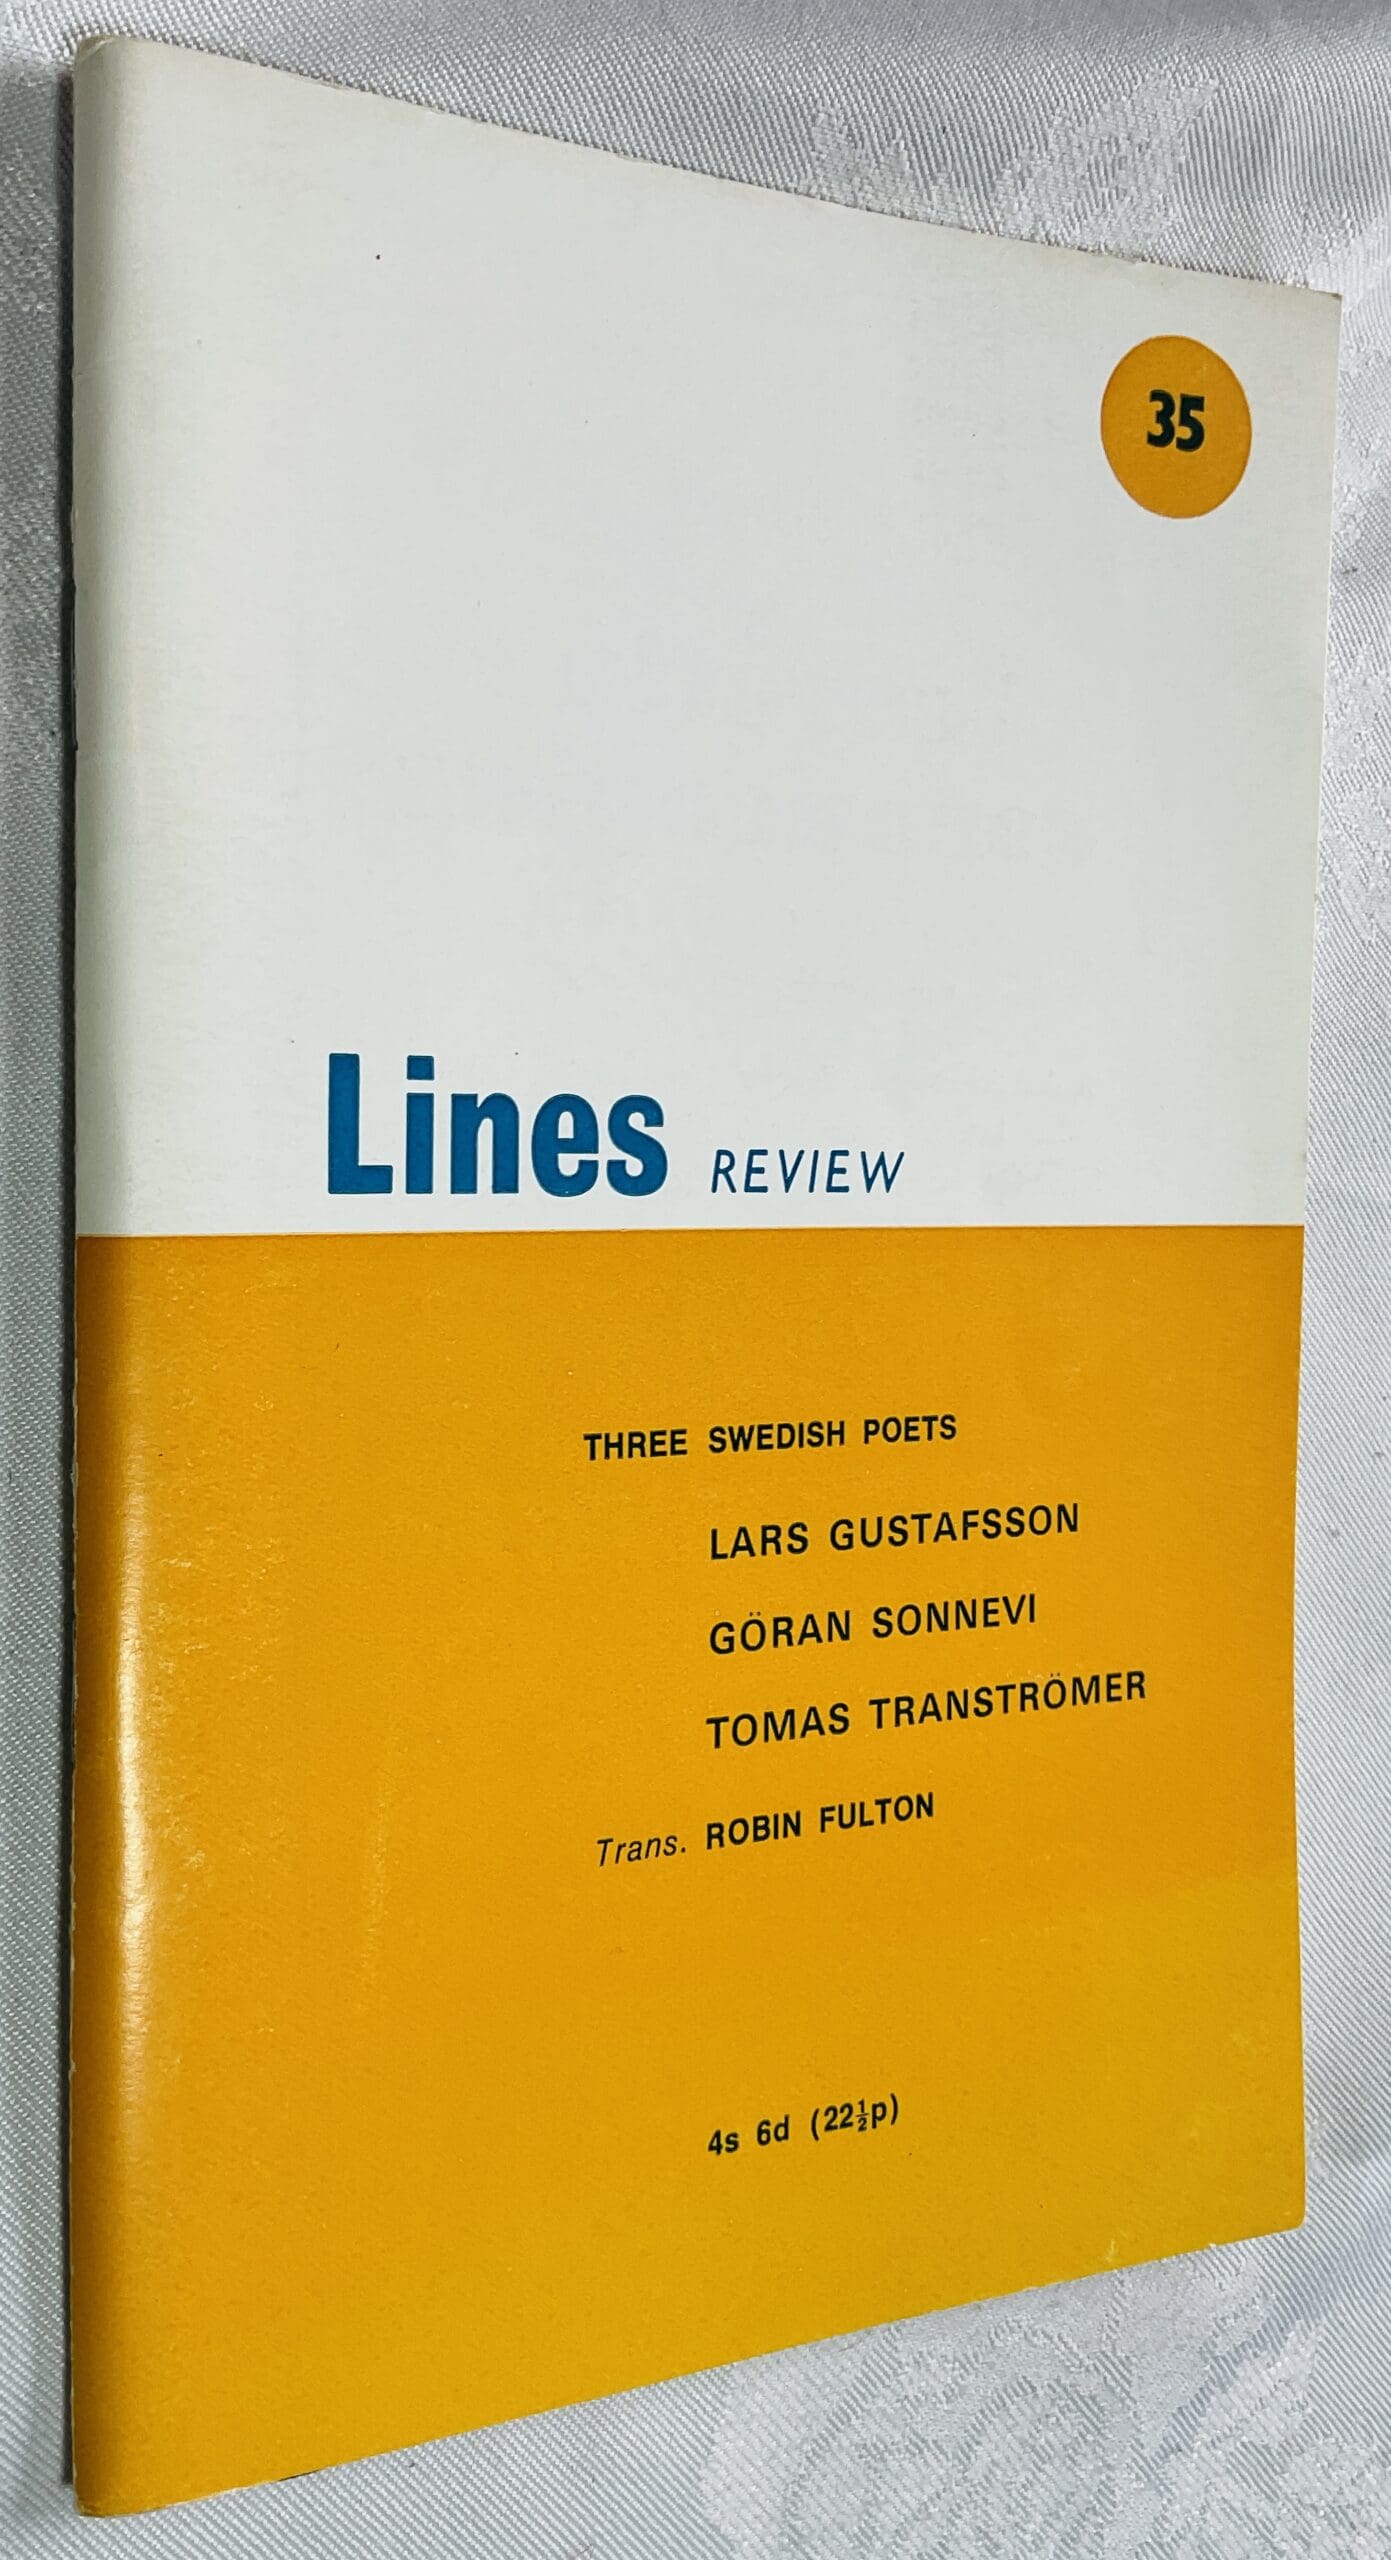 35
Lines REVIEW
THREE SWEDISH POETS
LARS GUSTAFSSON
GÖRAN SONNEVI
TOMAS TRANSTRÖMER
Trans. ROBIN FULTON
4s 6d (22½p)